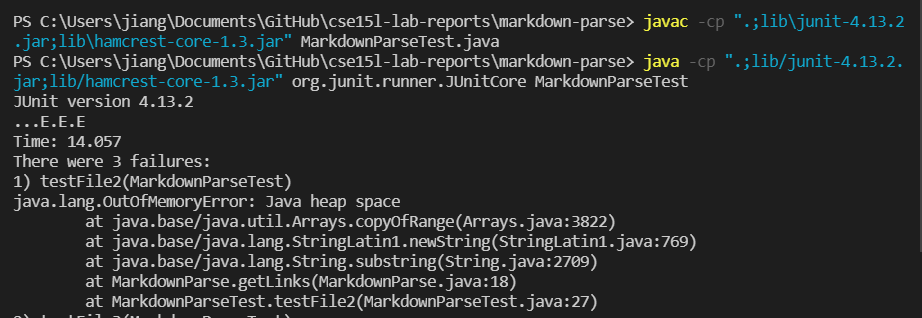 PS C:\Users\jiang\Documents\GitHub\cse15l-lab-reports\markdown-parse> javac -cp ".;lib\junit-4.13.2
.jar;lib\hamcrest-core-1.3.jar" MarkdownParseTest.java
PS C:\Users\jiang\Documents\GitHub\cse15l-lab-reports\markdown-parse> java -cp ".;lib/junit-4.13.2.
jar;lib/hamcrest-core-1.3.jar" org.junit.runner.JUnitCore MarkdownParseTest
JUnit version 4.13.2
...E.E.E
Time: 14.057
There were 3 failures:
1) testFile2(MarkdownParseTest)
java.lang.OutOfMemoryError: Java heap space
        at java.base/java.util.Arrays.copyOfRange(Arrays.java:3822)
        at java.base/java.lang.StringLatin1.newString(StringLatin1.java:769)
        at java.base/java.lang.String.substring(String.java:2709)
        at MarkdownParse.getLinks(MarkdownParse.java:18)
        at MarkdownParseTest.testFile2(MarkdownParseTest.java:27)